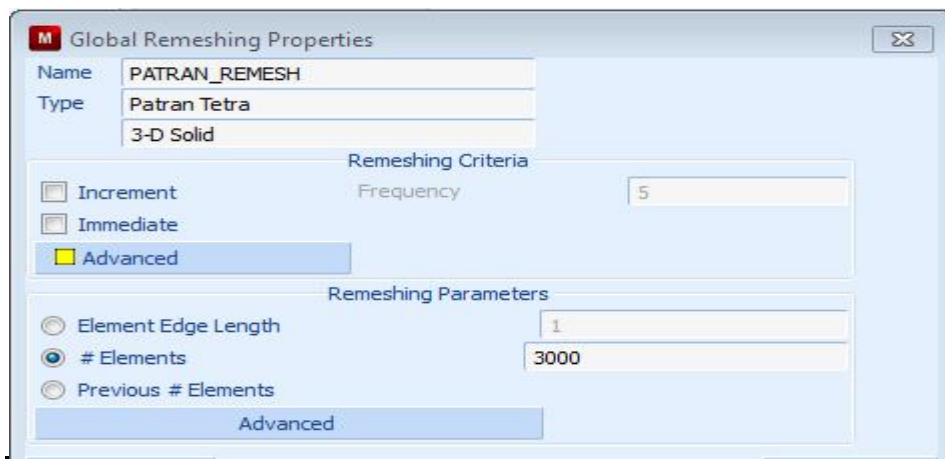 M Global Remeshing Properties
Name PATRAN_REMESH
Type Patran Tetra
3-D Solid
Remeshing Criteria
Increment Frequency 5
Immediate
Advanced
Remeshing Parameters
Element Edge Length 1
# Elements 3000
Previous # Elements
Advanced